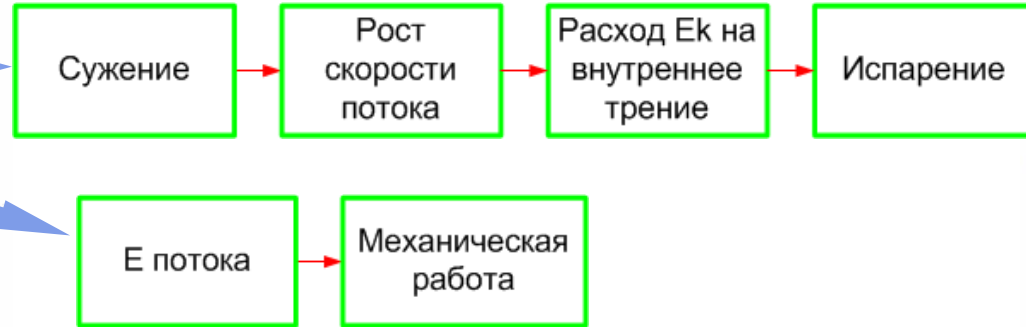 Сужение
Рост
скорости
потока
Расход Ek на
внутреннее
трение
Испарение
Е потока
Механическая
работа